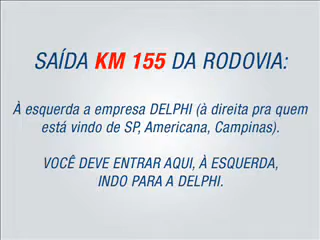 SAÍDA KM 155 DA RODOVIA:
À esquerda a empresa DELPHI (à direita pra quem
está vindo de SP, Americana, Campinas).
VOCÊ DEVE ENTRAR AQUI, À ESQUERDA,
INDO PARA A DELPHI.